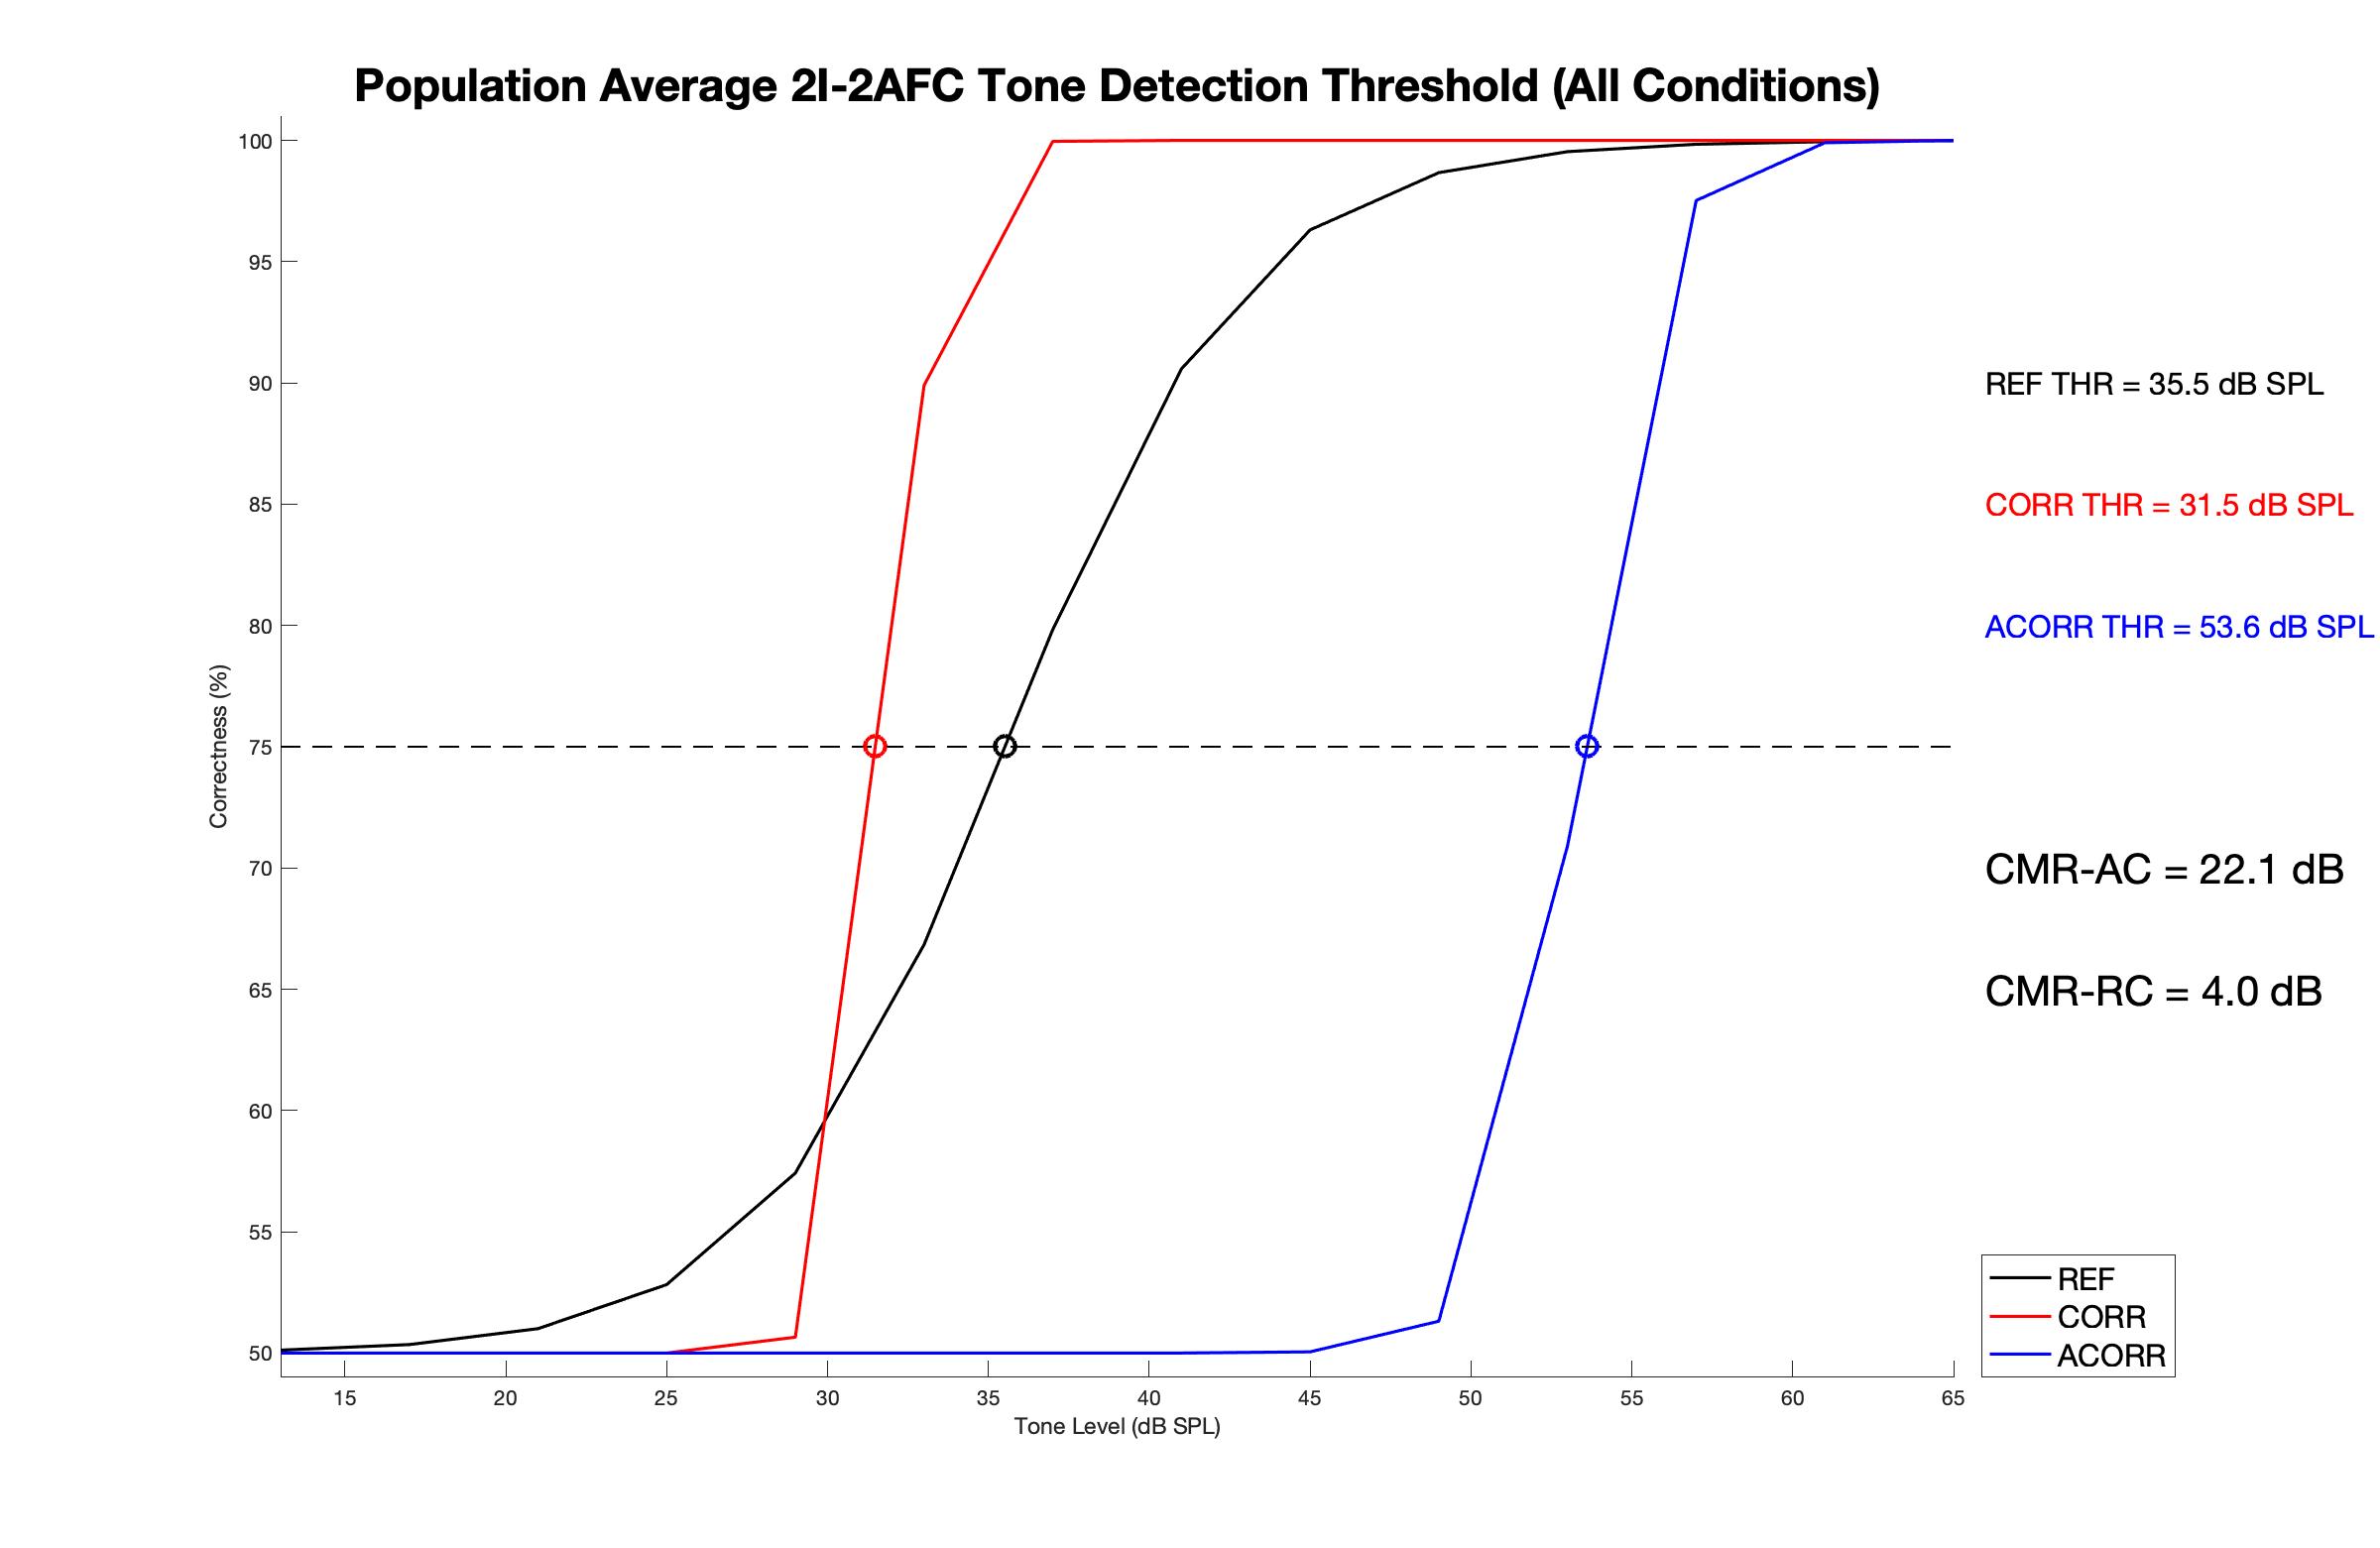 Population Average 2I-2AFC Tone Detection Threshold (All Conditions)
Correctness (%)
100
95
90
85
80
75
70
65
60
55
50
15 20 25 30 35 40 45 50 55 60 65
Tone Level (dB SPL)
REF THR = 35.5 dB SPL
CORR THR = 31.5 dB SPL
ACORR THR = 53.6 dB SPL
CMR-AC = 22.1 dB
CMR-RC = 4.0 dB
REF
CORR
ACORR